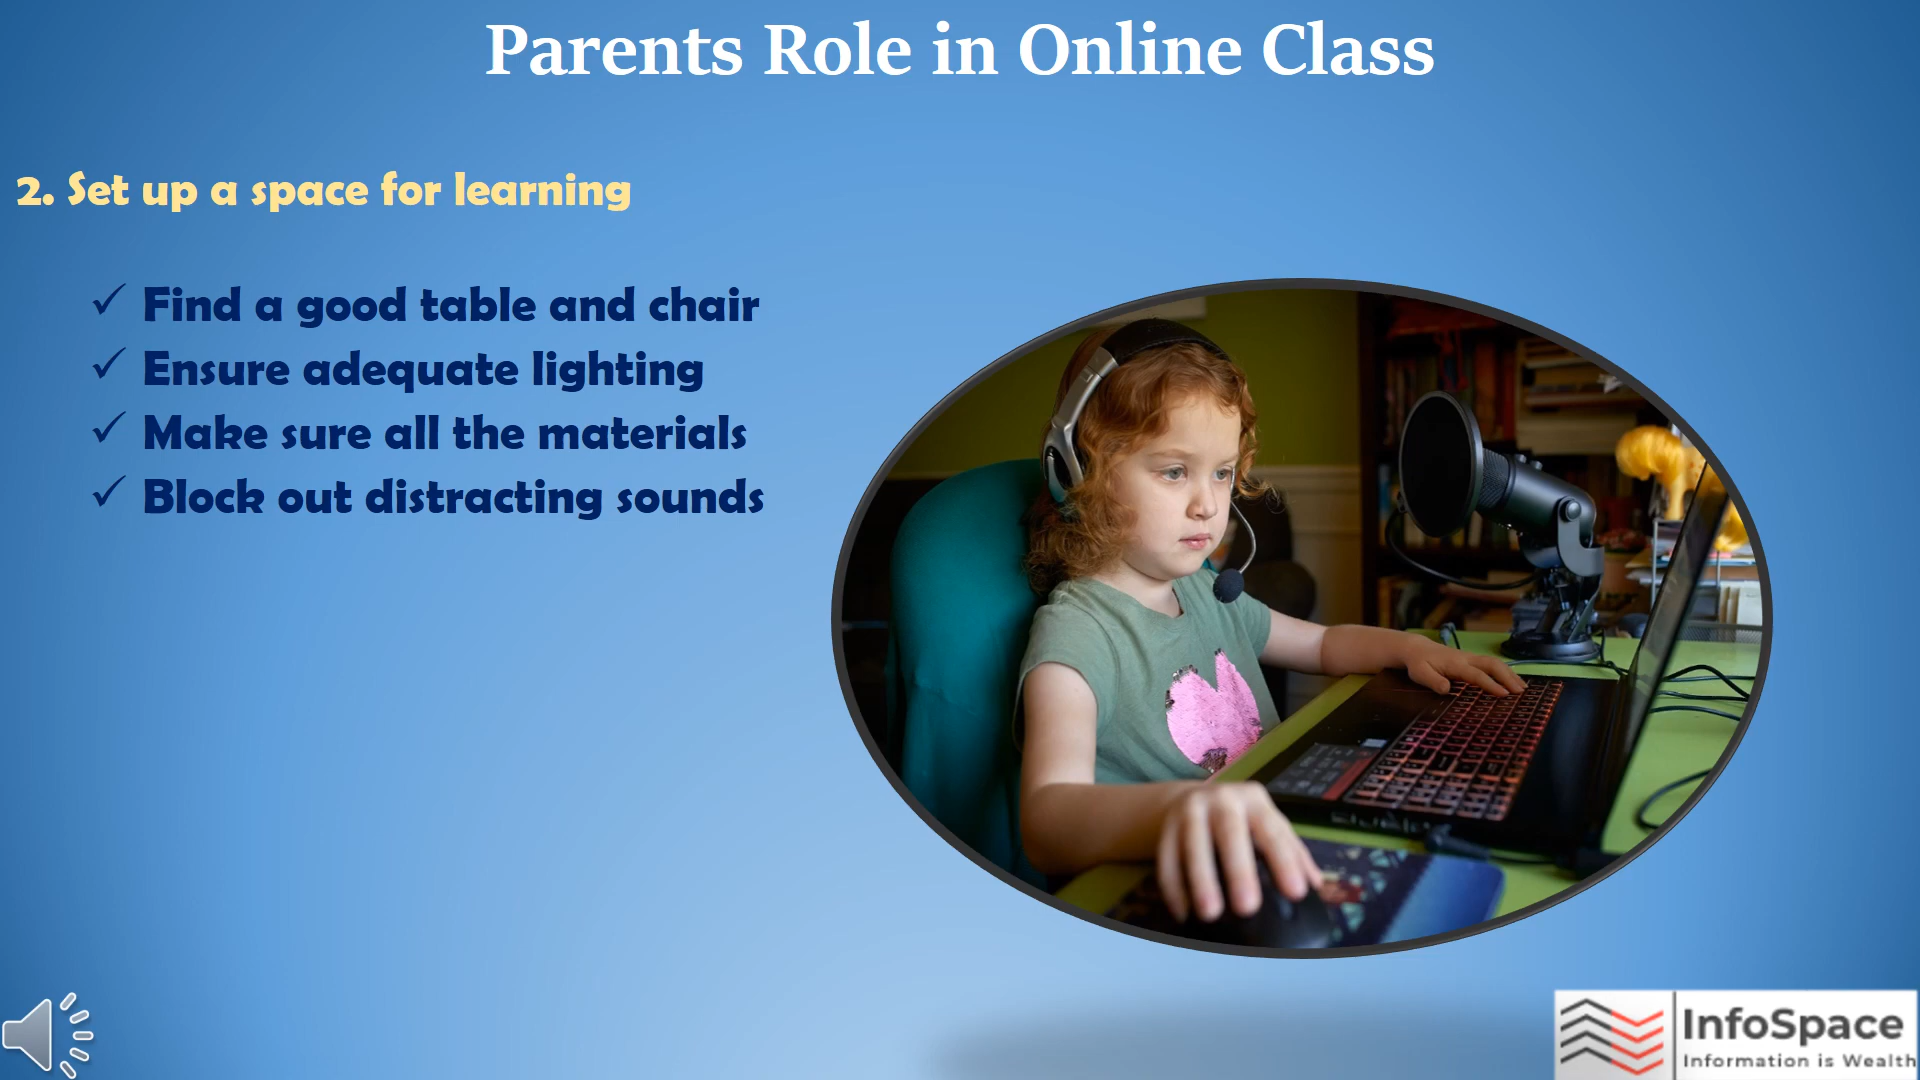 Parents Role in Online Class
2. Set up a space for learning
✓ Find a good table and chair
✓ Ensure adequate lighting
✓ Make sure all the materials
✓ Block out distracting sounds
InfoSpace
Information is Wealth